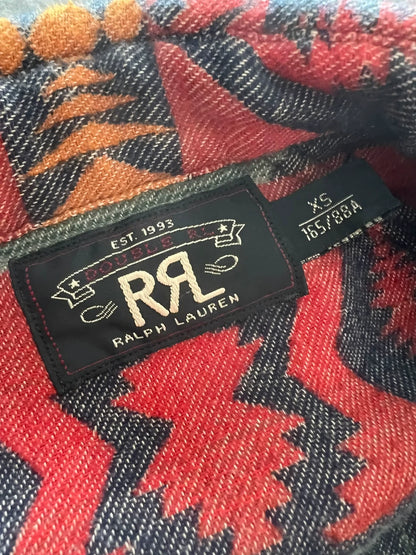 EST. 1993
DOUBLE RL
RRL
RALPH LAUREN
XS
165/88A